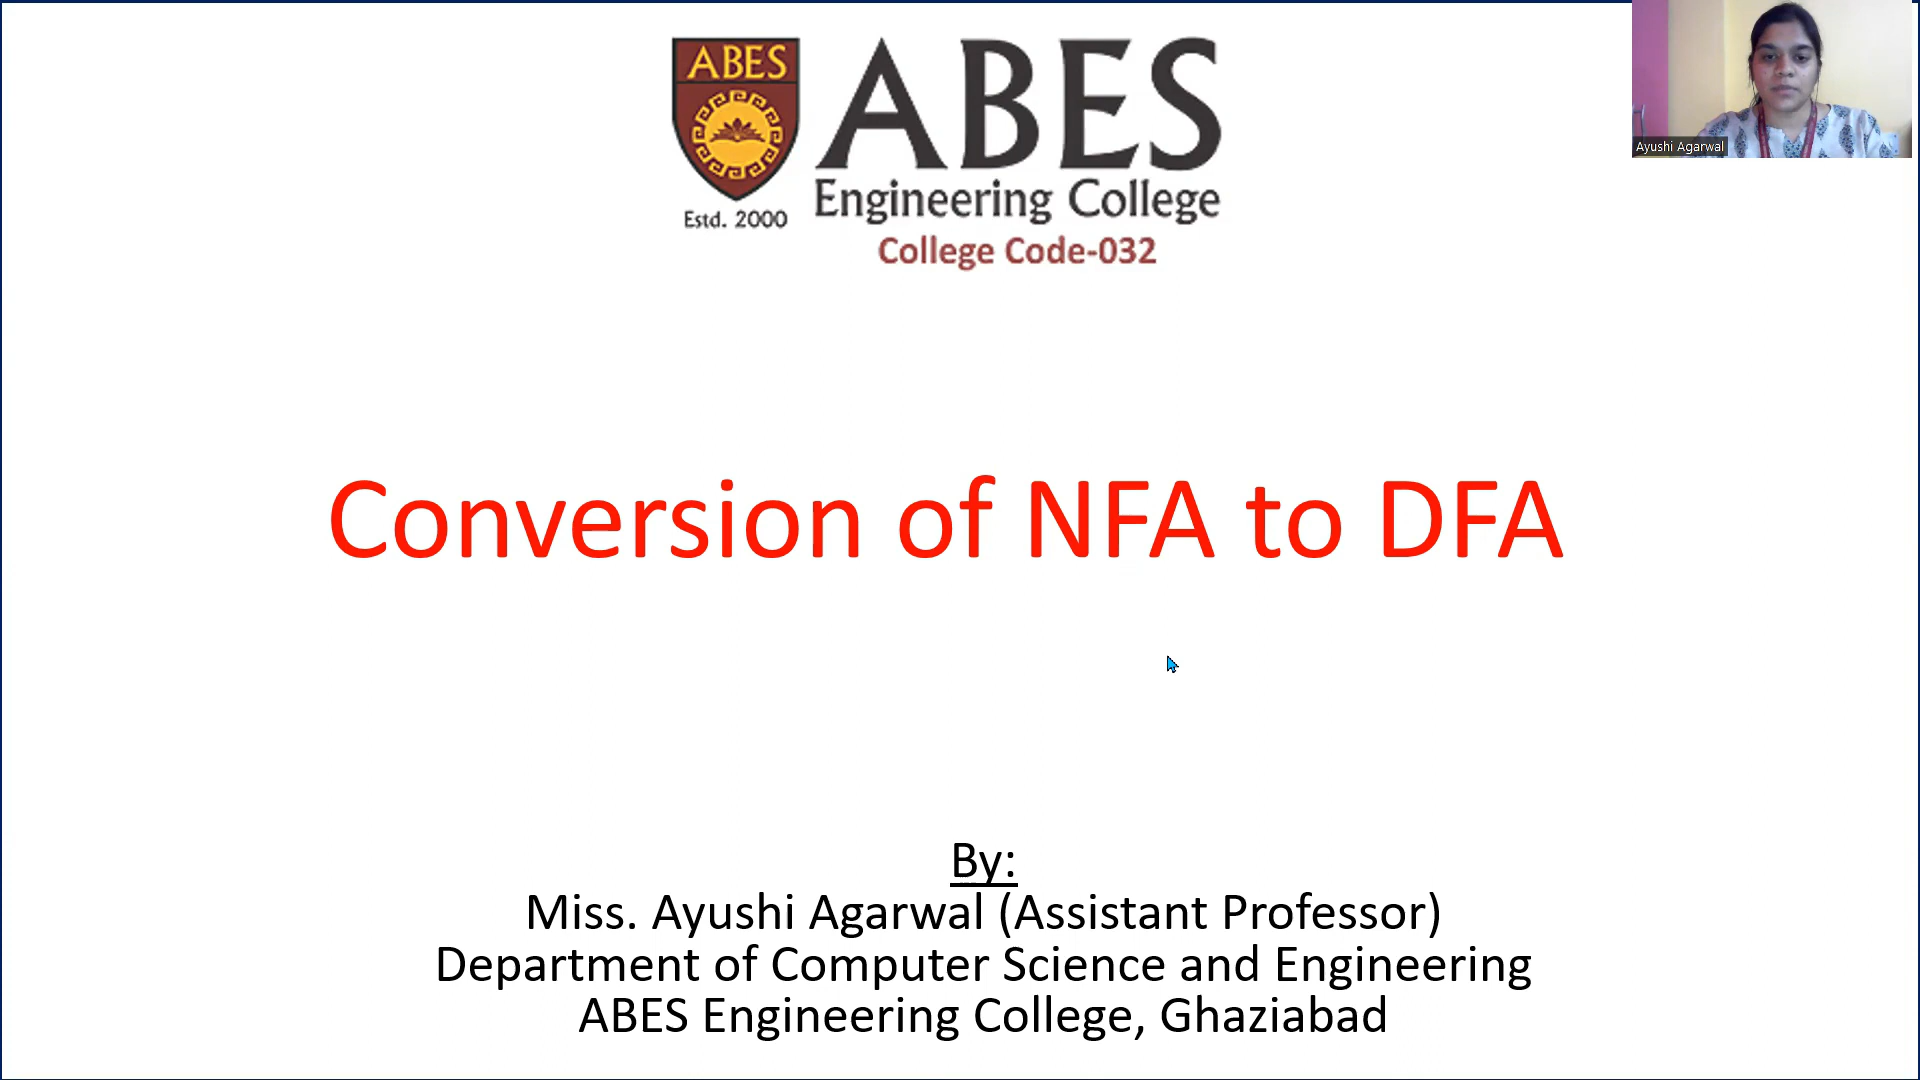 ABES
Estd. 2000
ABES
Engineering College
College Code-032
Ayushi Agarwal
Conversion of NFA to DFA
By:
Miss. Ayushi Agarwal (Assistant Professor)
Department of Computer Science and Engineering
ABES Engineering College, Ghaziabad